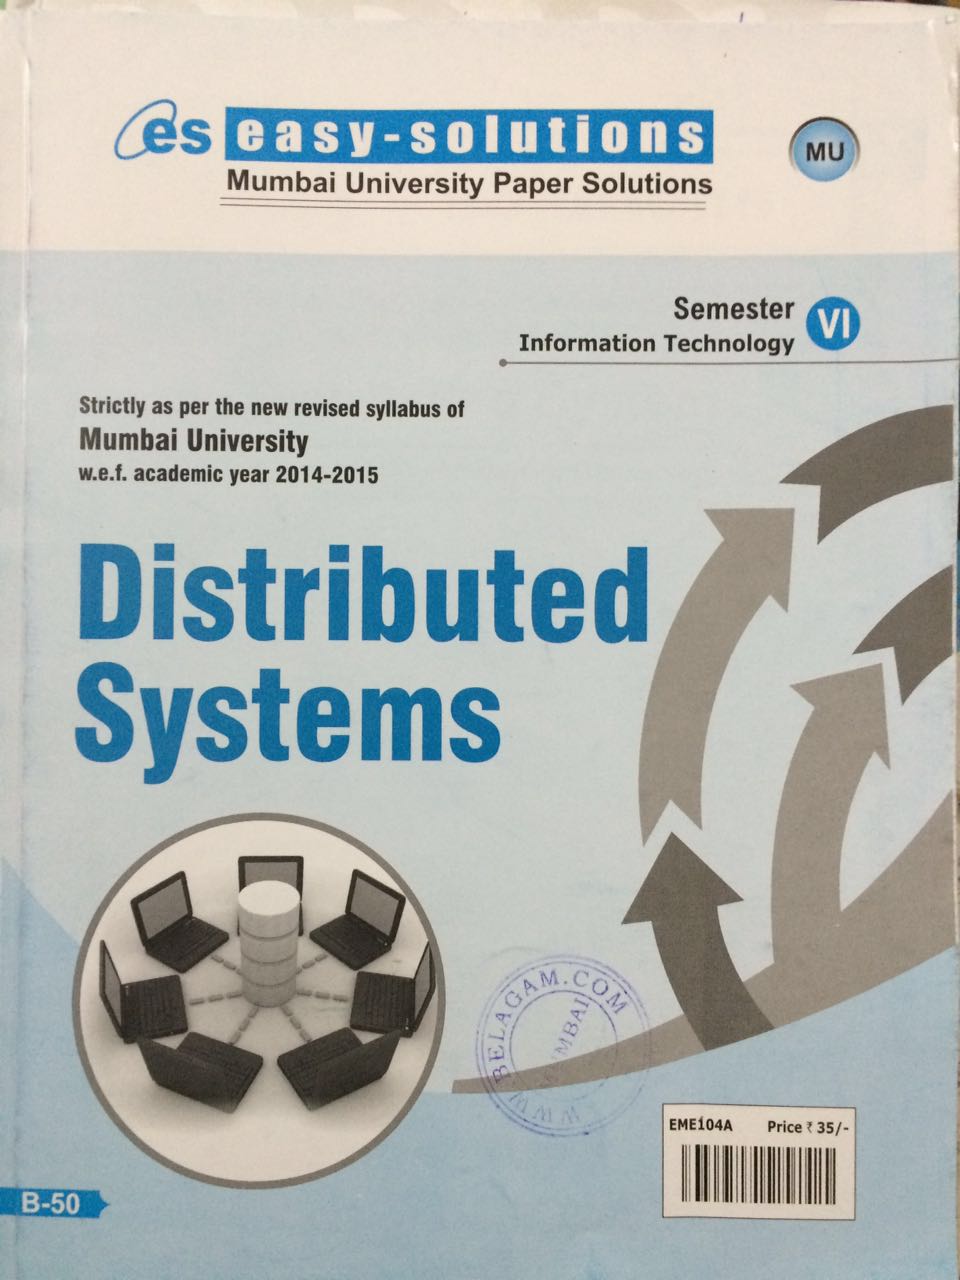 es easy-solutions
Mumbai University Paper Solutions
MU
Semester VI
Information Technology
Strictly as per the new revised syllabus of
Mumbai University
w.e.f. academic year 2014-2015
Distributed
Systems
WWW.BELAGAM.COM
MUMBAI
EME104A Price ₹ 35/-
B-50